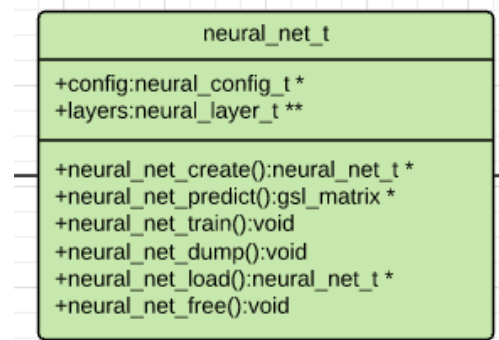 neural_net_t
+config:neural_config_t *
+layers:neural_layer_t **
+neural_net_create():neural_net_t *
+neural_net_predict():gsl_matrix *
+neural_net_train():void
+neural_net_dump():void
+neural_net_load():neural_net_t *
+neural_net_free():void